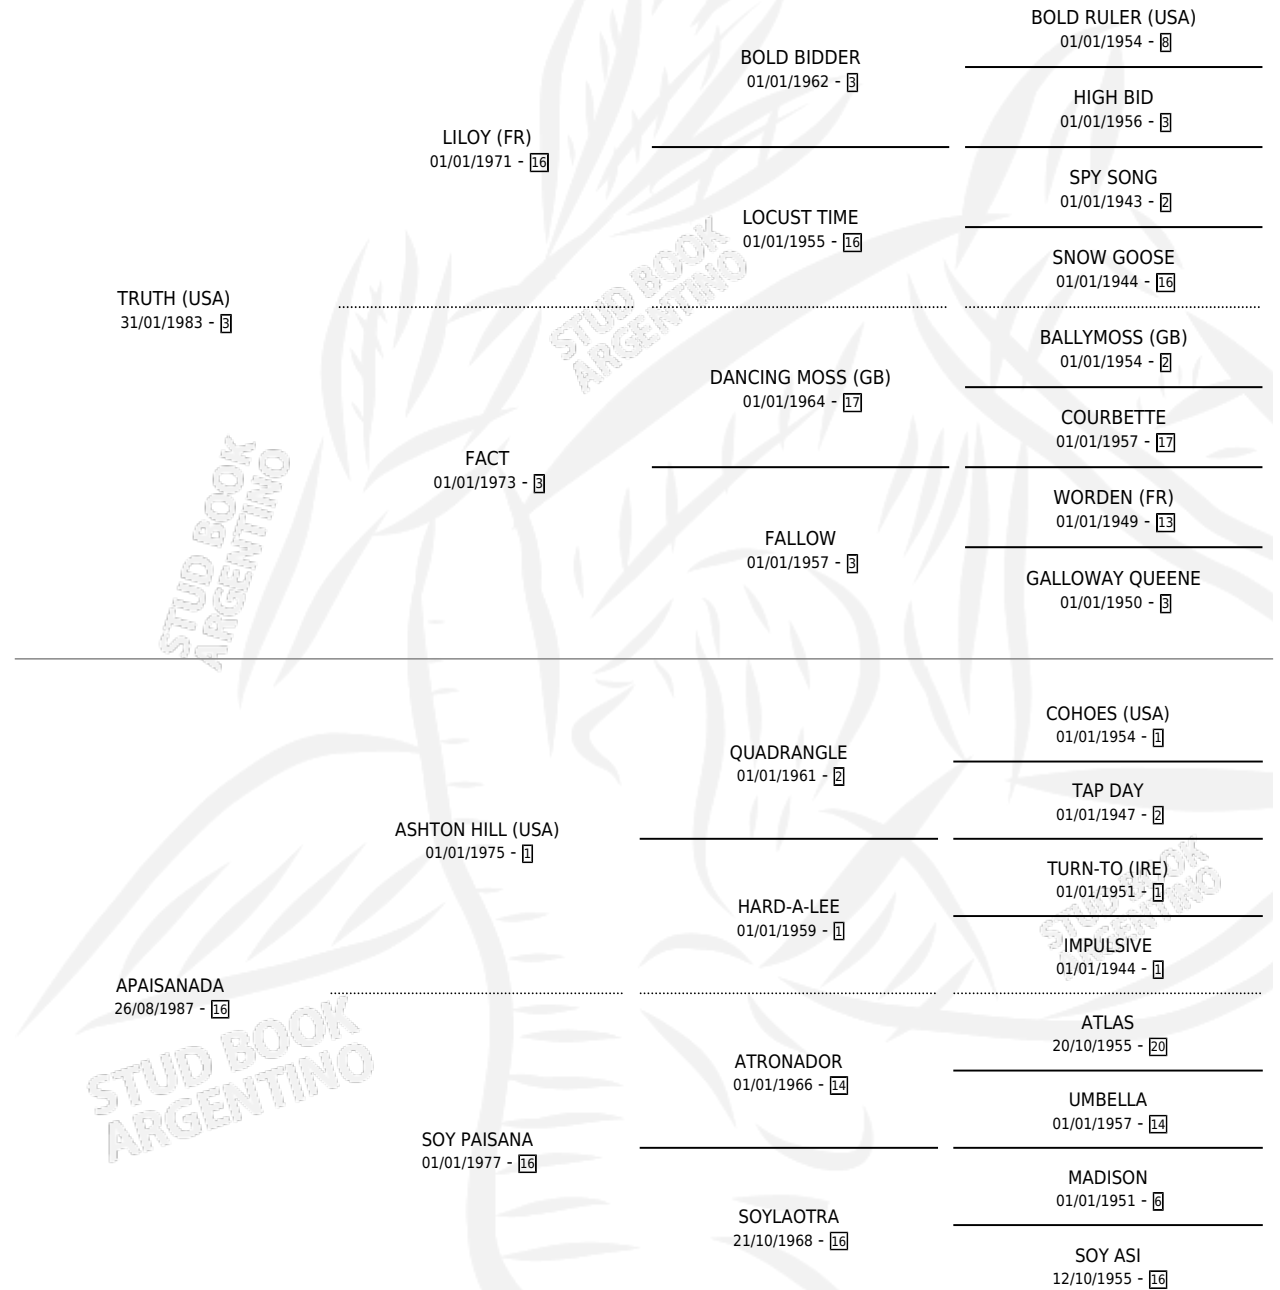 BOLD RULER (USA)
01/01/1954 - 8
BOLD BIDDER
01/01/1962 - 3
HIGH BID
01/01/1956 - 3
LILOY (FR)
01/01/1971 - 16
SPY SONG
01/01/1943 - 2
LOCUST TIME
01/01/1955 - 16
SNOW GOOSE
01/01/1944 - 16
TRUTH (USA)
31/01/1983 - 3
BALLYMOSS (GB)
01/01/1954 - 2
DANCING MOSS (GB)
01/01/1964 - 17
COURBETTE
01/01/1957 - 17
FACT
01/01/1973 - 3
WORDEN (FR)
01/01/1949 - 13
FALLOW
01/01/1957 - 3
GALLOWAY QUEENE
01/01/1950 - 3
COHOES (USA)
01/01/1954 - 1
QUADRANGLE
01/01/1961 - 2
TAP DAY
01/01/1947 - 2
ASHTON HILL (USA)
01/01/1975 - 1
TURN-TO (IRE)
01/01/1951 - 1
HARD-A-LEE
01/01/1959 - 1
IMPULSIVE
01/01/1944 - 1
APAISANADA
26/08/1987 - 16
ATLAS
20/10/1955 - 20
ATRONADOR
01/01/1966 - 14
UMBELLA
01/01/1957 - 14
SOY PAISANA
01/01/1977 - 16
MADISON
01/01/1951 - 6
SOYLAOTRA
21/10/1968 - 16
SOY ASI
12/10/1955 - 16
STUD BOOK
ARGENTINO
STUD BOOK
ARGENTINO
STUD BOOK
ARGENTINO
STUD BOOK
ARGENTINO